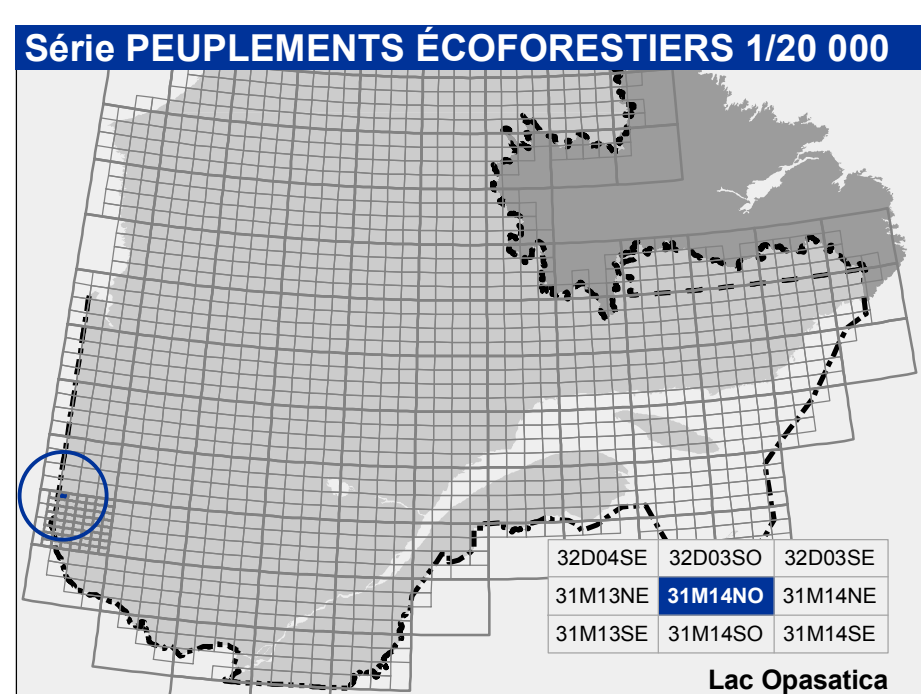 Série PEUPLEMENTS ÉCOFORESTIERS 1/20 000
32D04SE 32D03SO 32D03SE
31M13NE 31M14NO 31M14NE
31M13SE 31M14SO 31M14SE
Lac Opasatica